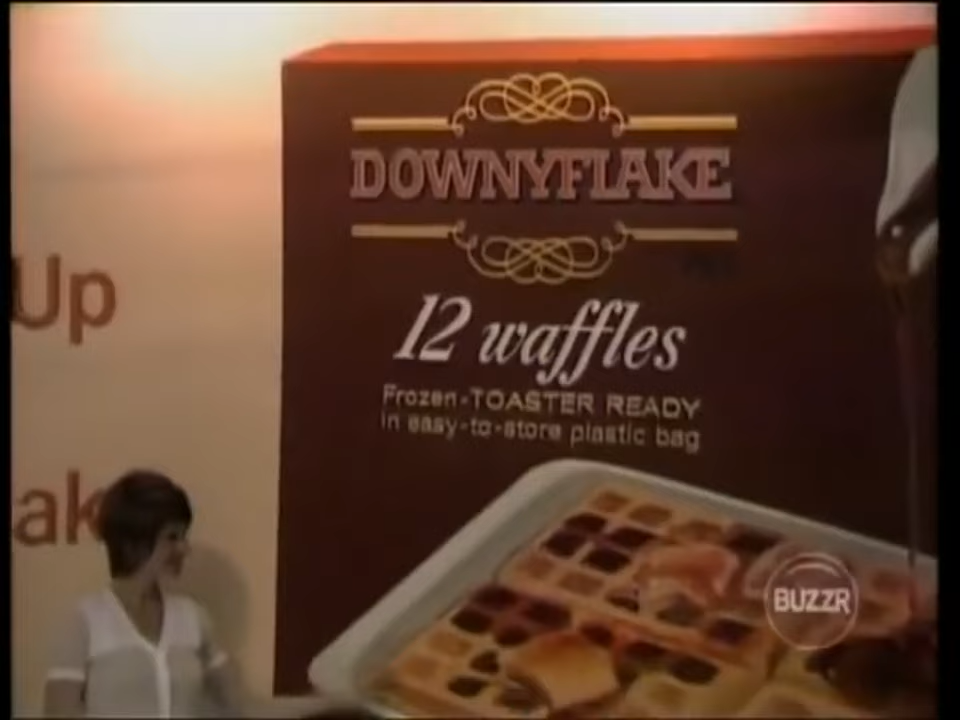 DOWNYFLAKE
12 waffles
Frozen-TOASTER READY
in easy-to-store plastic bag
Up
ak
BUZZR